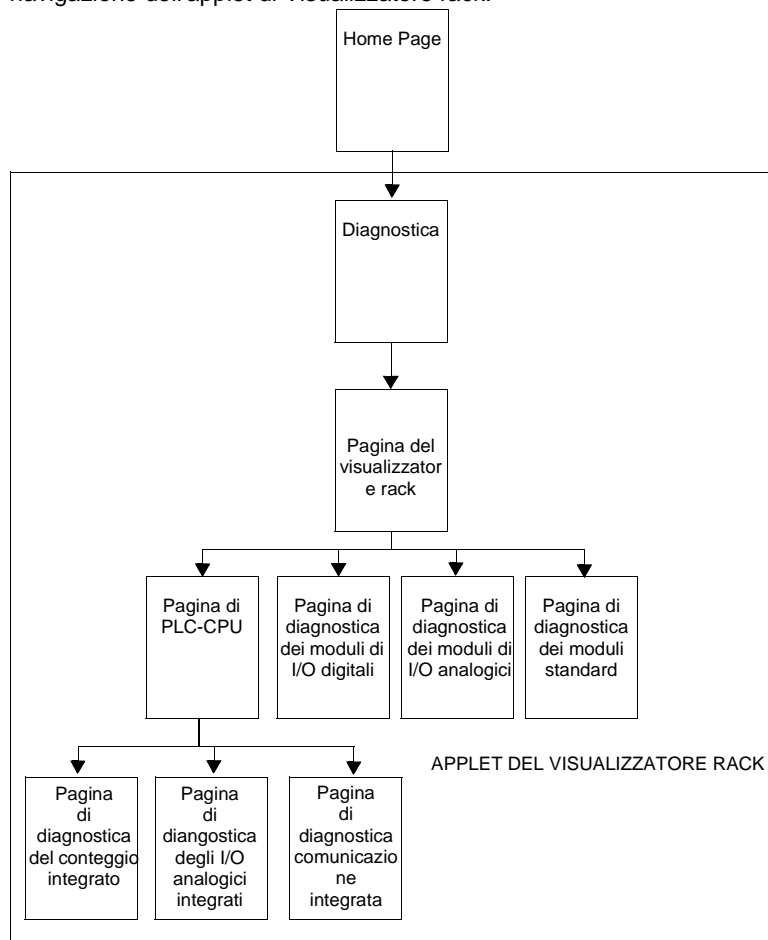 navigazione dell'applet di Visualizzatore rack.
Home Page
Diagnostica
Pagina del
visualizzator
e rack
Pagina di
PLC-CPU
Pagina di
diagnostica
dei moduli di
I/O digitali
Pagina di
diagnostica
dei moduli di
I/O analogici
Pagina di
diagnostica
dei moduli
standard
APPLET DEL VISUALIZZATORE RACK
Pagina
di
diagnostica
del conteggio
integrato
Pagina
di
diangostica
degli I/O
analogici
integrati
Pagina
di
diagnostica
comunicazio
ne
integrata